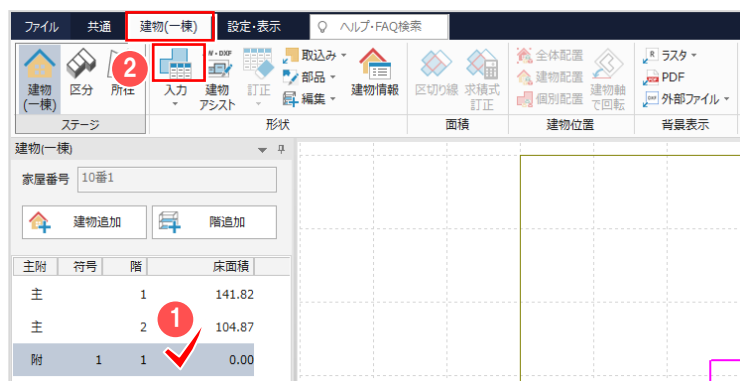 ファイル 共通 建物(一棟) 設定・表示 ヘルプ・FAQ検索
建物(一棟) 区分 所在 2 入力 W・DXF 建物アシスト 訂正 取込み 部品 編集 建物情報 区切り線 求積式訂正 全体配置 建物配置 個別配置 建物軸で回転 R ラスタ PDF PDF DXF 外部ファイル
ステージ 形状 面積 建物位置 背景表示
建物(一棟)
家屋番号 10番1
建物追加 階追加
主附 符号 階 床面積
主 1 141.82
主 2 104.87
1
附 1 1 0.00